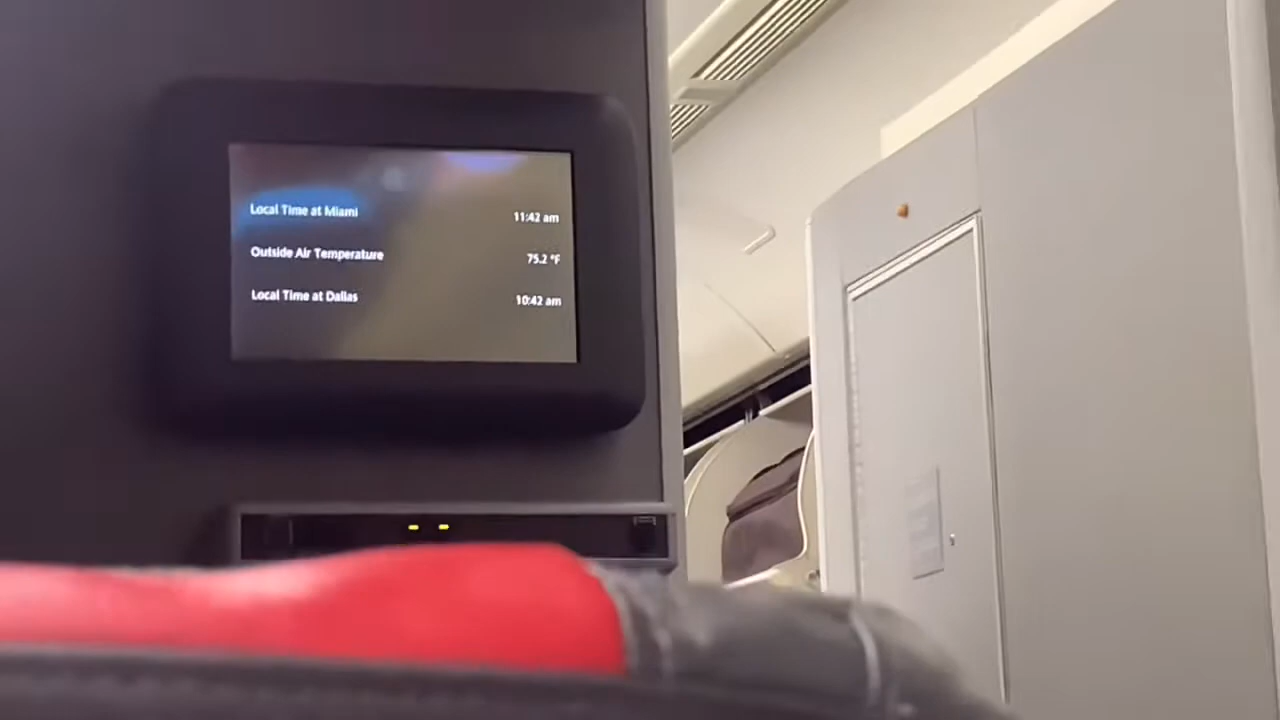 Local Time at Miami 11:42 am
Outside Air Temperature 75.2 °F
Local Time at Dallas 10:42 am